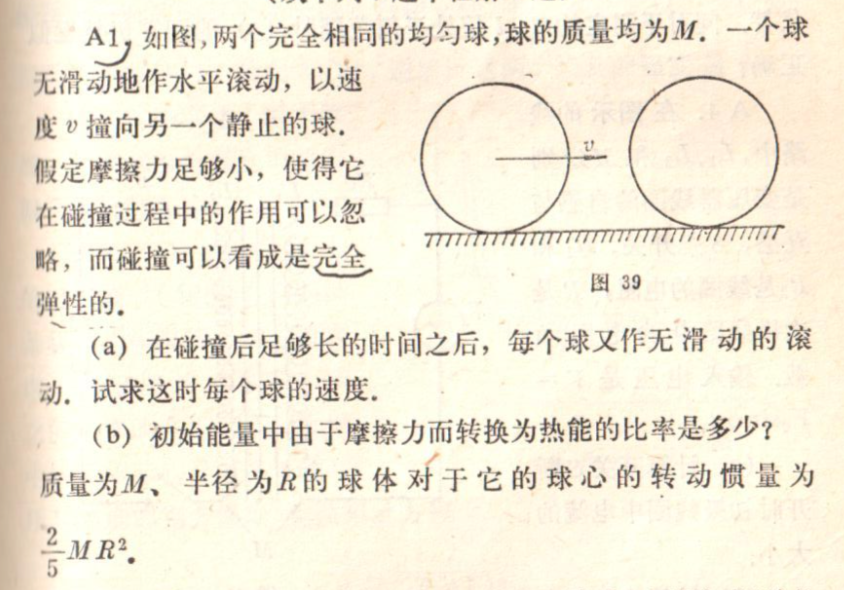 A1, 如图,两个完全相同的均匀球,球的质量均为M. 一个球
无滑动地作水平滚动，以速
度 v 撞向另一个静止的球.
假定摩擦力足够小，使得它
在碰撞过程中的作用可以忽
略，而碰撞可以看成是完全
弹性的.
v
图 39
(a) 在碰撞后足够长的时间之后，每个球又作无滑动的滚
动. 试求这时每个球的速度.
(b) 初始能量中由于摩擦力而转换为热能的比率是多少?
质量为M、半径为R的球体对于它的球心的转动惯量为
2/5 MR².